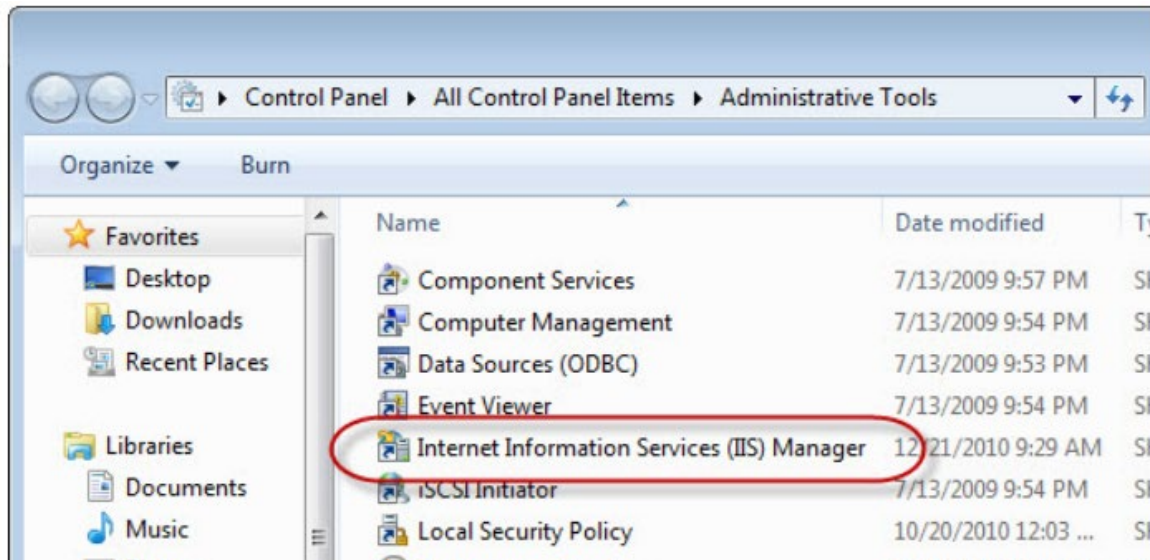 Control Panel All Control Panel Items Administrative Tools
Organize Burn
Name Date modified
Favorites
Desktop
Downloads
Recent Places
Libraries
Documents
Music
Component Services 7/13/2009 9:57 PM
Computer Management 7/13/2009 9:54 PM
Data Sources (ODBC) 7/13/2009 9:53 PM
Event Viewer 7/13/2009 9:54 PM
Internet Information Services (IIS) Manager 12/21/2010 9:29 AM
iSCSI Initiator 7/13/2009 9:54 PM
Local Security Policy 10/20/2010 12:03 ...